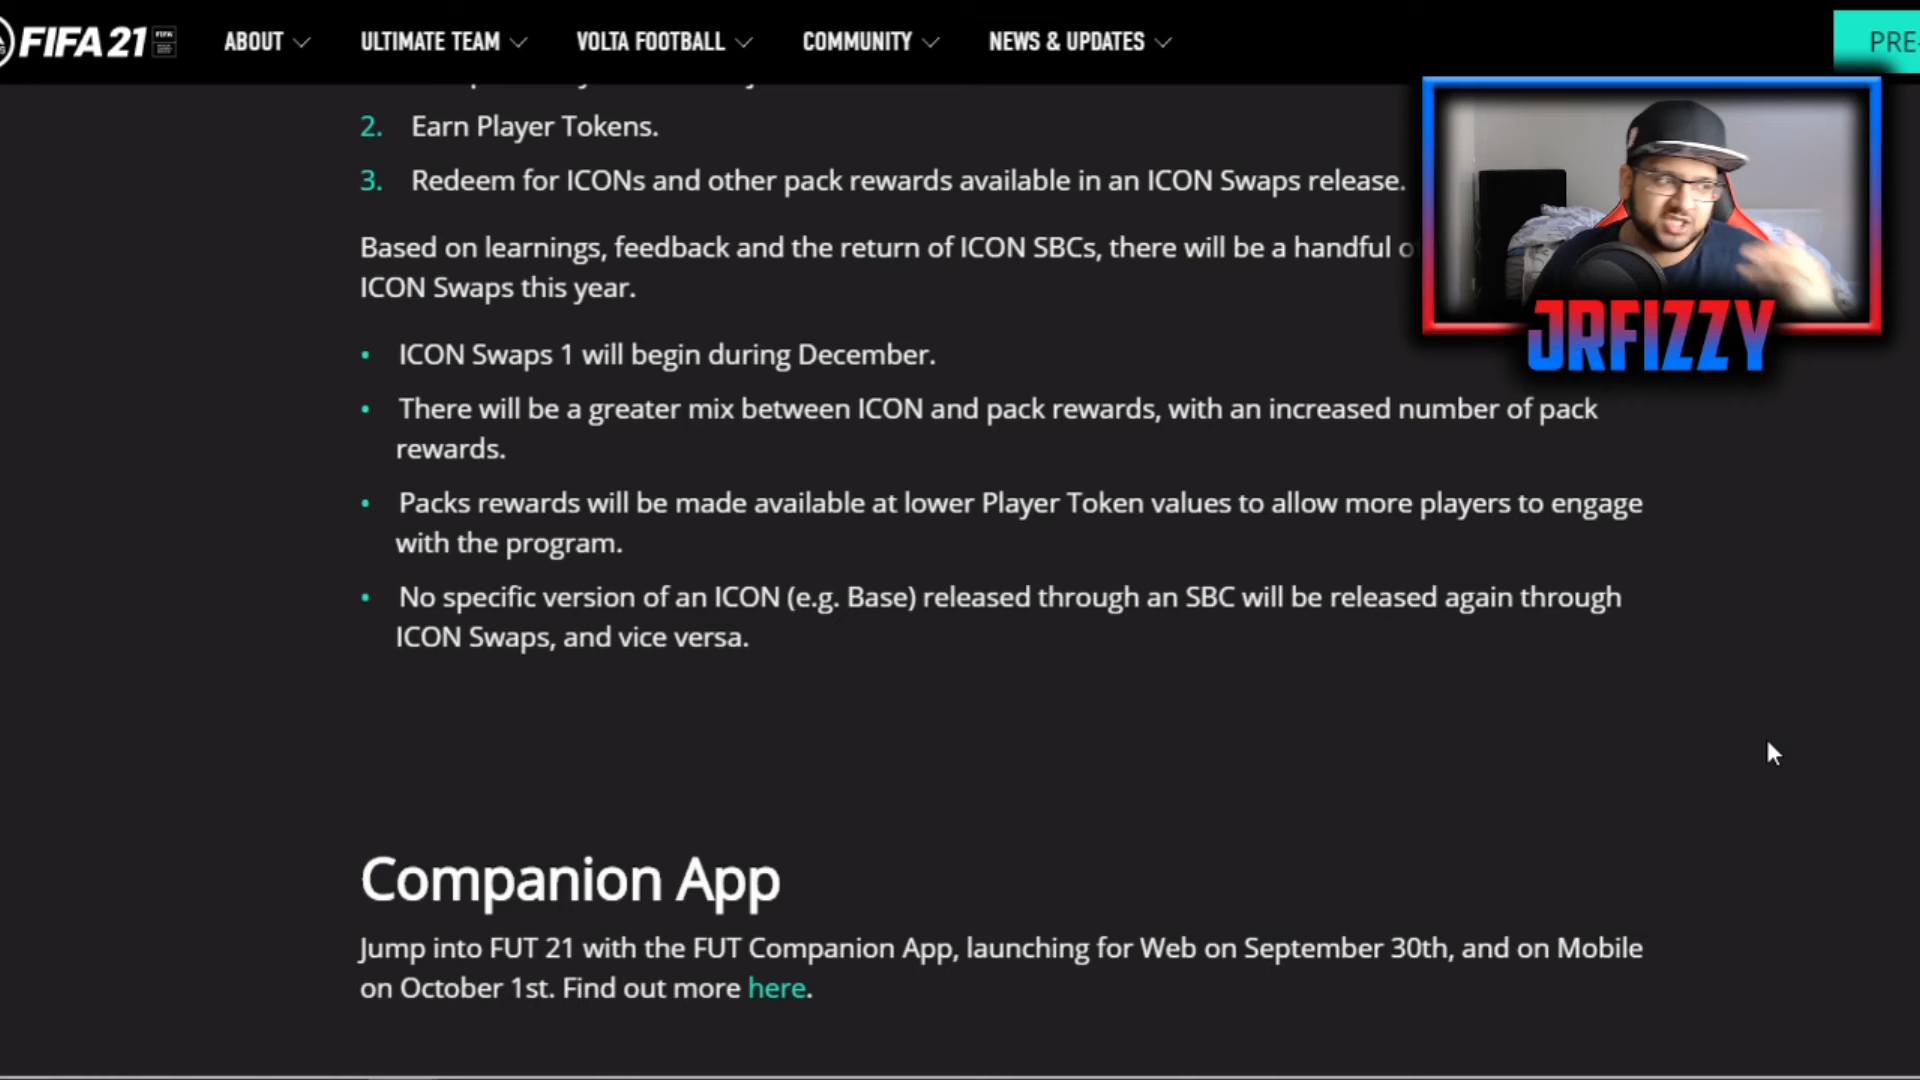 FIFA 21
ABOUT
ULTIMATE TEAM
VOLTA FOOTBALL
COMMUNITY
NEWS & UPDATES
PRE-
2. Earn Player Tokens.
3. Redeem for ICONs and other pack rewards available in an ICON Swaps release.
Based on learnings, feedback and the return of ICON SBCs, there will be a handful
ICON Swaps this year.
JRFIZZY
• ICON Swaps 1 will begin during December.
• There will be a greater mix between ICON and pack rewards, with an increased number of pack
rewards.
• Packs rewards will be made available at lower Player Token values to allow more players to engage
with the program.
• No specific version of an ICON (e.g. Base) released through an SBC will be released again through
ICON Swaps, and vice versa.
Companion App
Jump into FUT 21 with the FUT Companion App, launching for Web on September 30th, and on Mobile
on October 1st. Find out more here.